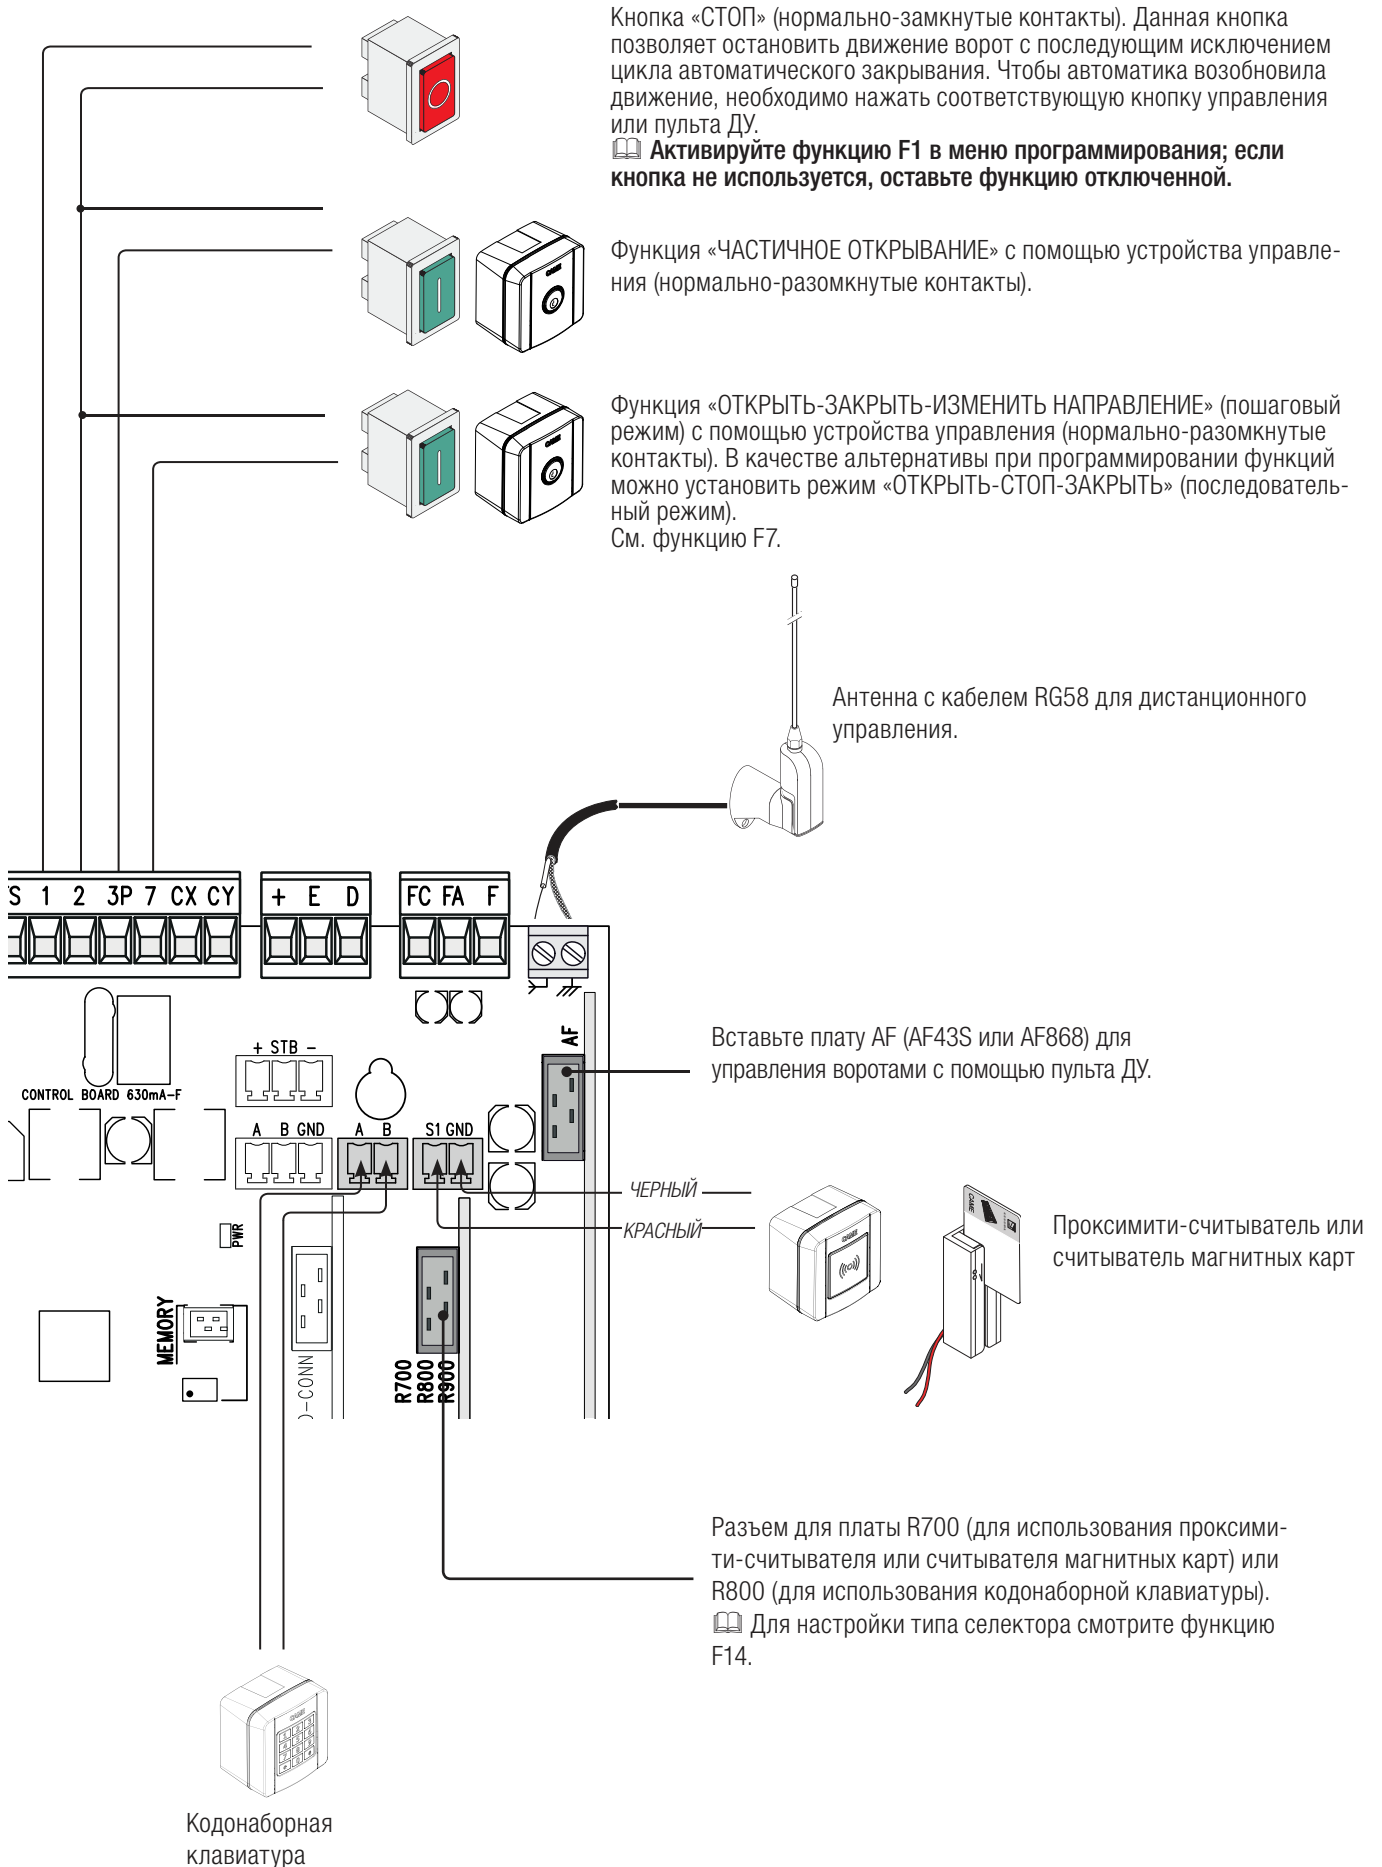 Кнопка «СТОП» (нормально-замкнутые контакты). Данная кнопка
позволяет остановить движение ворот с последующим исключением
цикла автоматического закрывания. Чтобы автоматика возобновила
движение, необходимо нажать соответствующую кнопку управления
или пульта ДУ.
Активируйте функцию F1 в меню программирования; если
кнопка не используется, оставьте функцию отключенной.
Функция «ЧАСТИЧНОЕ ОТКРЫВАНИЕ» с помощью устройства управле-
ния (нормально-разомкнутые контакты).
CAME
Функция «ОТКРЫТЬ-ЗАКРЫТЬ-ИЗМЕНИТЬ НАПРАВЛЕНИЕ» (пошаговый
режим) с помощью устройства управления (нормально-разомкнутые
контакты). В качестве альтернативы при программировании функций
можно установить режим «ОТКРЫТЬ-СТОП-ЗАКРЫТЬ» (последователь-
ный режим).
См. функцию F7.
CAME
Антенна с кабелем RG58 для дистанционного
управления.
S 1 2 3P 7 CX CY
+ E D
FC FA F
AF
Вставьте плату AF (AF43S или AF868) для
управления воротами с помощью пульта ДУ.
+ STB -
CONTROL BOARD 630mA-F
A B GND
A B
S1 GND
ЧЕРНЫЙ
КРАСНЫЙ
CAME
CAME
Проксимити-считыватель или
считыватель магнитных карт
PWR
MEMORY
O-CONN
R700
R800
R900
Разъем для платы R700 (для использования проксими-
ти-считывателя или считывателя магнитных карт) или
R800 (для использования кодонаборной клавиатуры).
Для настройки типа селектора смотрите функцию
F14.
CAME
Кодонаборная
клавиатура